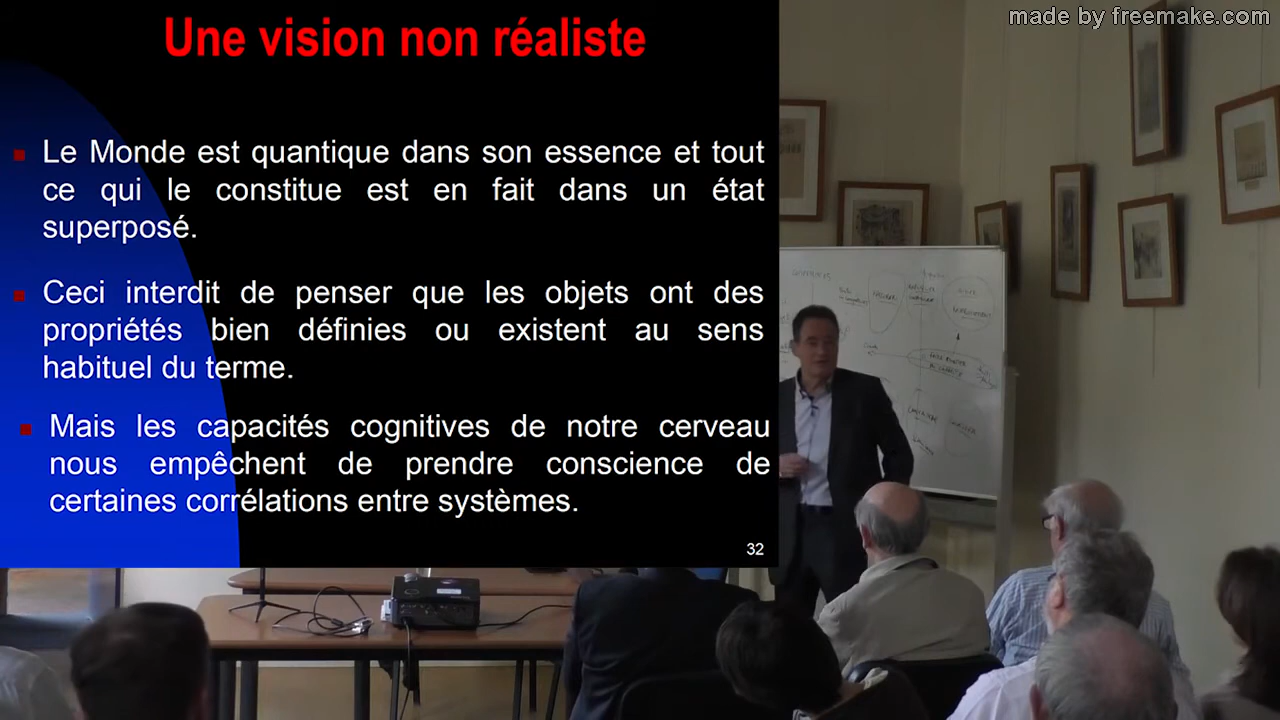 made by freemake.com
Une vision non réaliste
Le Monde est quantique dans son essence et tout
ce qui le constitue est en fait dans un état
superposé.
Ceci interdit de penser que les objets ont des
propriétés bien définies ou existent au sens
habituel du terme.
Mais les capacités cognitives de notre cerveau
nous empêchent de prendre conscience de
certaines corrélations entre systèmes.
32